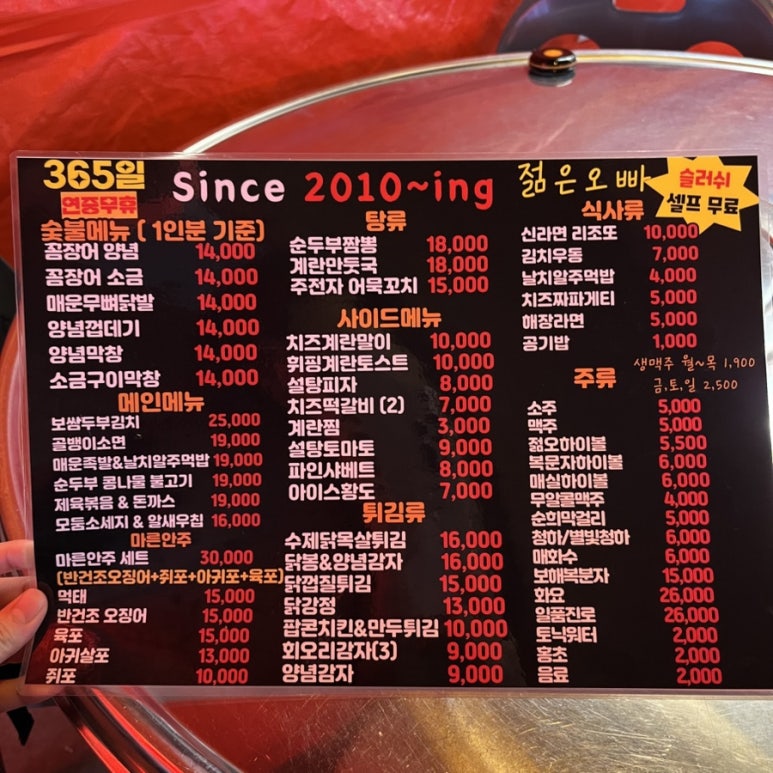 365일
연중무휴
Since 2010~ing
젊은오빠
슬러쉬
셀프 무료
숯불메뉴 ( 1인분 기준)
꼼장어 양념 14,000
꼼장어 소금 14,000
매운무뼈닭발 14,000
양념껍데기 14,000
양념막창 14,000
소금구이막창 14,000
메인메뉴
보쌈두부김치 25,000
골뱅이소면 19,000
매운족발&날치알주먹밥 19,000
순두부 콩나물 불고기 19,000
제육볶음 & 돈까스 19,000
모둠소세지 & 알새우칩 16,000
마른안주
마른안주 세트 30,000
(반건조오징어+쥐포+아귀포+육포)
먹태 15,000
반건조 오징어 15,000
육포 15,000
아귀살포 13,000
쥐포 10,000
탕류
순두부짬뽕 18,000
계란만둣국 18,000
주전자 어묵꼬치 15,000
사이드메뉴
치즈계란말이 10,000
휘핑계란토스트 10,000
설탕피자 8,000
치즈떡갈비 (2) 7,000
계란찜 3,000
설탕토마토 9,000
파인샤베트 8,000
아이스황도 7,000
튀김류
수제닭목살튀김 16,000
닭봉&양념감자 16,000
닭껍질튀김 15,000
닭강정 13,000
팝콘치킨&만두튀김 10,000
회오리감자(3) 9,000
양념감자 9,000
식사류
신라면 리조또 10,000
김치우동 7,000
날치알주먹밥 4,000
치즈짜파게티 5,000
해장라면 5,000
공기밥 1,000
생맥주 월~목 1,900
금,토,일 2,500
주류
소주 5,000
맥주 5,000
젊오하이볼 5,500
복문자하이볼 6,000
매실하이볼 6,000
무알콜맥주 4,000
순희막걸리 5,000
청하/별빛청하 6,000
매화수 6,000
보해복분자 15,000
화요 26,000
일품진로 26,000
토닉워터 2,000
홍초 2,000
음료 2,000